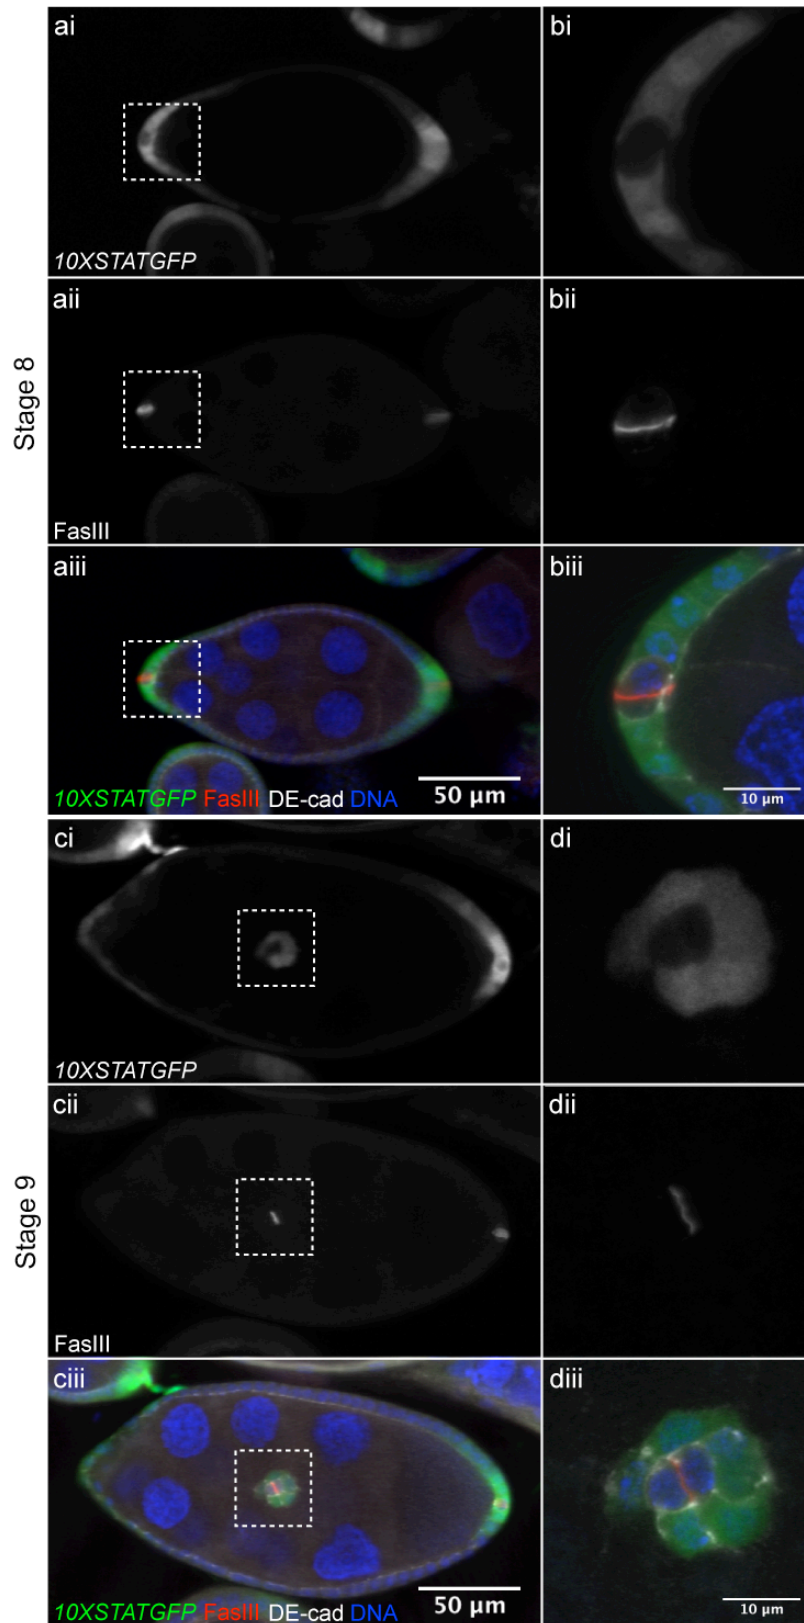 ai
bi
10XSTATGFP
aii
bii
Stage 8
FasIII
aiii
biii
10XSTATGFP FasIII DE-cad DNA
50 µm
10 µm
ci
di
10XSTATGFP
cii
dii
Stage 9
FasIII
ciii
diii
10XSTATGFP FasIII DE-cad DNA
50 µm
10 µm